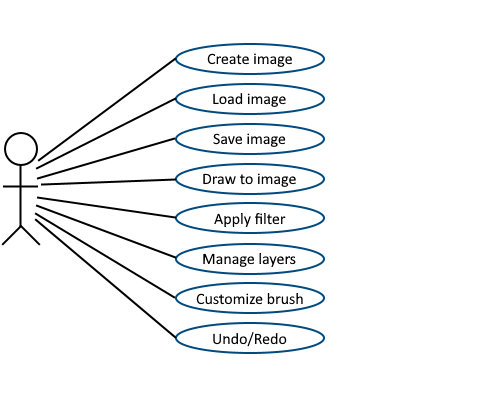 Create image
Load image
Save image
Draw to image
Apply filter
Manage layers
Customize brush
Undo/Redo